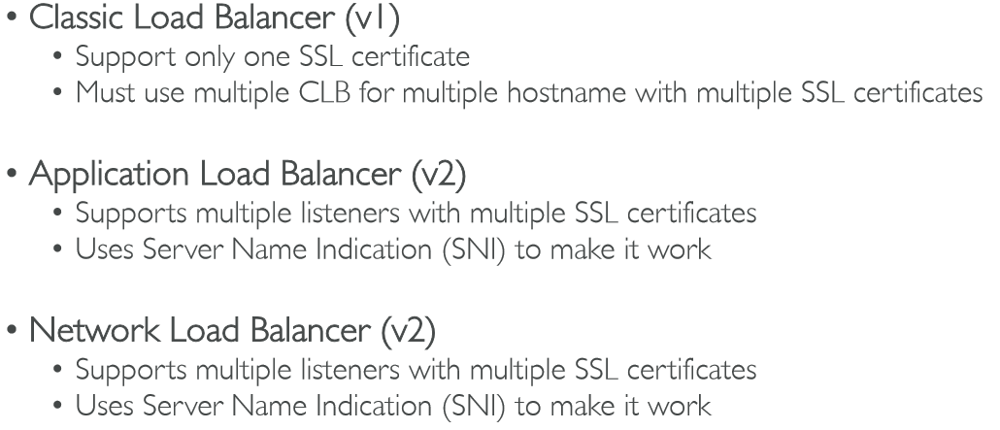 • Classic Load Balancer (v1)
• Support only one SSL certificate
• Must use multiple CLB for multiple hostname with multiple SSL certificates
• Application Load Balancer (v2)
• Supports multiple listeners with multiple SSL certificates
• Uses Server Name Indication (SNI) to make it work
• Network Load Balancer (v2)
• Supports multiple listeners with multiple SSL certificates
• Uses Server Name Indication (SNI) to make it work